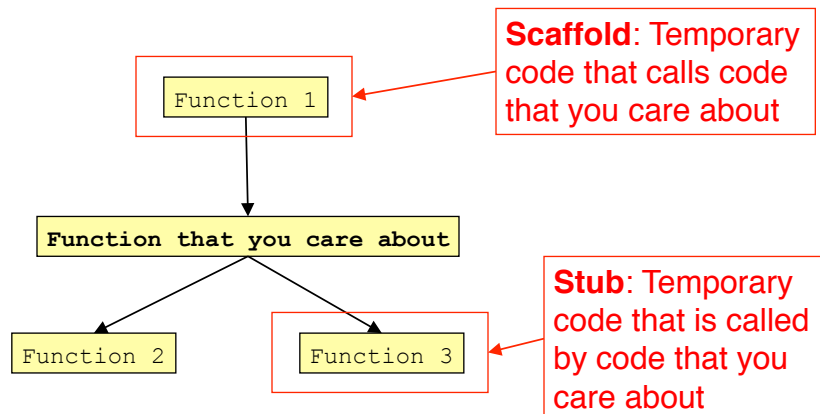 Scaffold: Temporary
code that calls code
that you care about
Function 1
Function that you care about
Stub: Temporary
code that is called
by code that you
care about
Function 2
Function 3